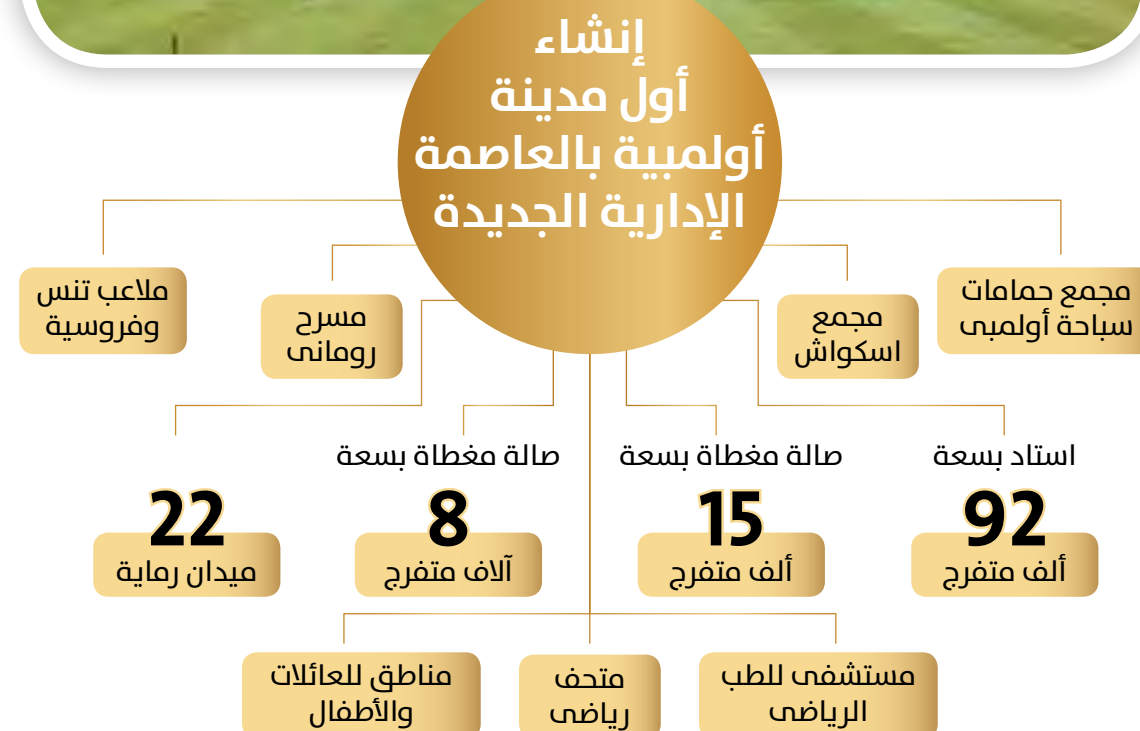 إنشاء
أول مدينة
أولمبية بالعاصمة
الإدارية الجديدة
مجمع حمامات
سباحة أولمبى
مجمع
اسكواش
مسرح
رومانى
ملاعب تنس
وفروسية
استاد بسعة
92
ألف متفرج
صالة مغطاة بسعة
15
ألف متفرج
صالة مغطاة بسعة
8
آلاف متفرج
22
ميدان رماية
مستشفى للطب
الرياضى
متحف
رياضى
مناطق للعائلات
والأطفال